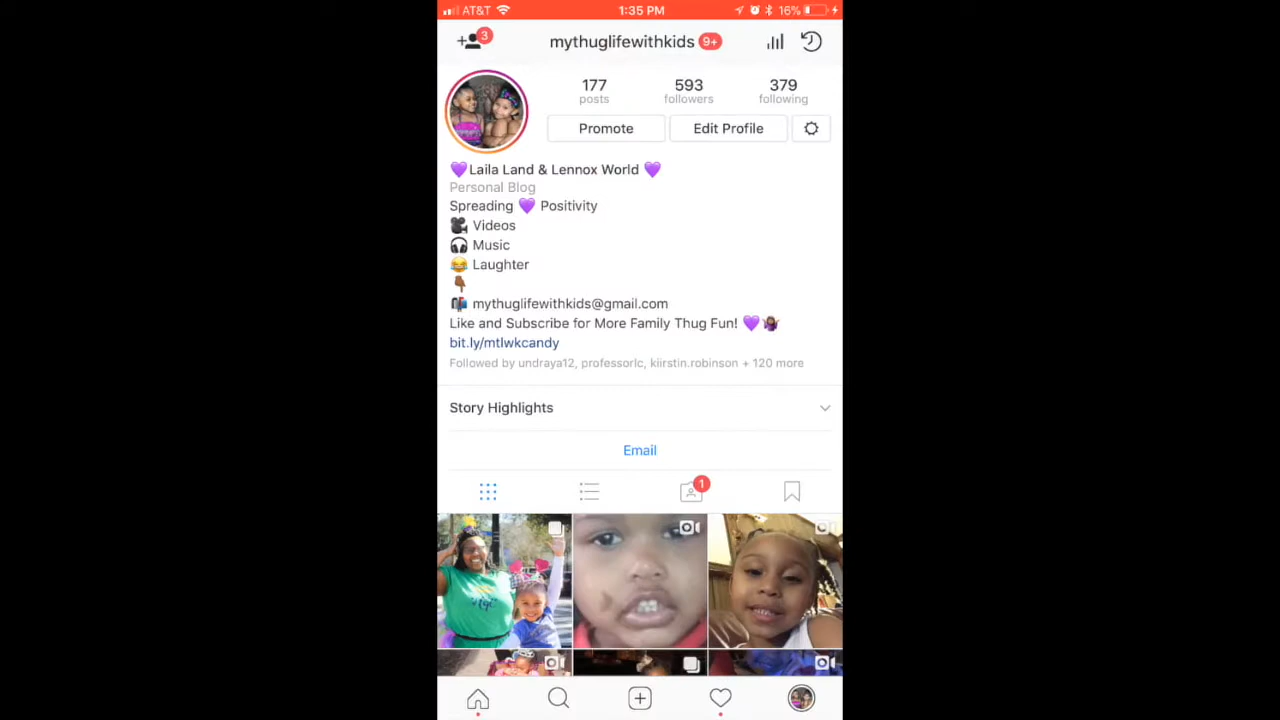 AT&T 1:35 PM 16%
3 mythuglifewithkids 9+
177 593 379
posts followers following
Promote Edit Profile
💜Laila Land & Lennox World 💜
Personal Blog
Spreading 💜 Positivity
🎥 Videos
🎧 Music
😂 Laughter
👇🏾
📬 mythuglifewithkids@gmail.com
Like and Subscribe for More Family Thug Fun! 💜🤷🏾‍♀️
bit.ly/mtlwkcandy
Followed by undraya12, professorlc, kiirstin.robinson + 120 more
Story Highlights
Email
1